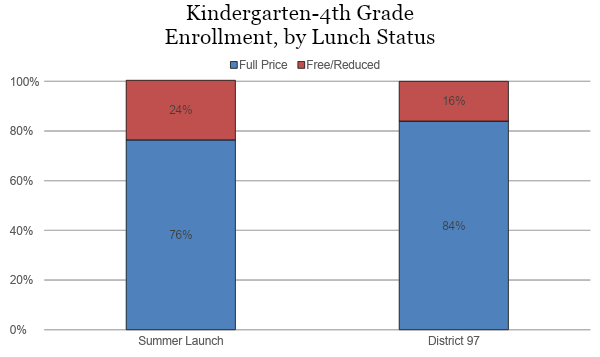 Kindergarten-4th Grade
Enrollment, by Lunch Status
Full Price Free/Reduced
100%
80%
60%
40%
20%
0%
24%
16%
76%
84%
Summer Launch
District 97